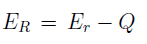 E_R = E_r − Q